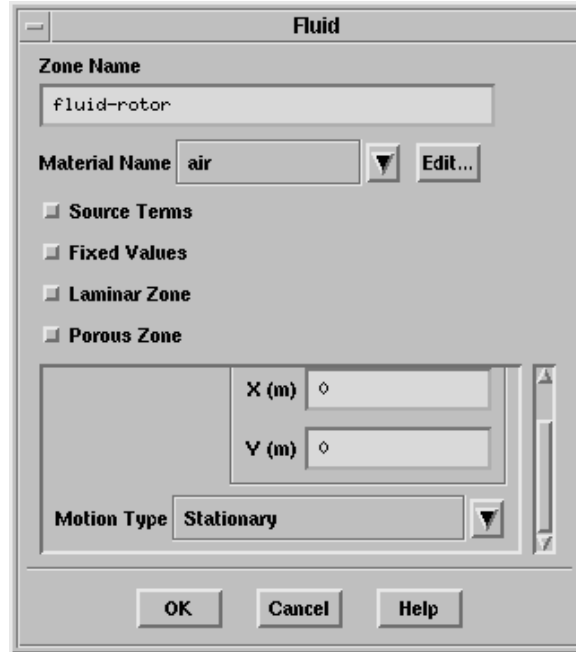 Fluid
Zone Name
fluid-rotor
Material Name air Edit...
Source Terms
Fixed Values
Laminar Zone
Porous Zone
X (m) 0
Y (m) 0
Motion Type Stationary
OK Cancel Help